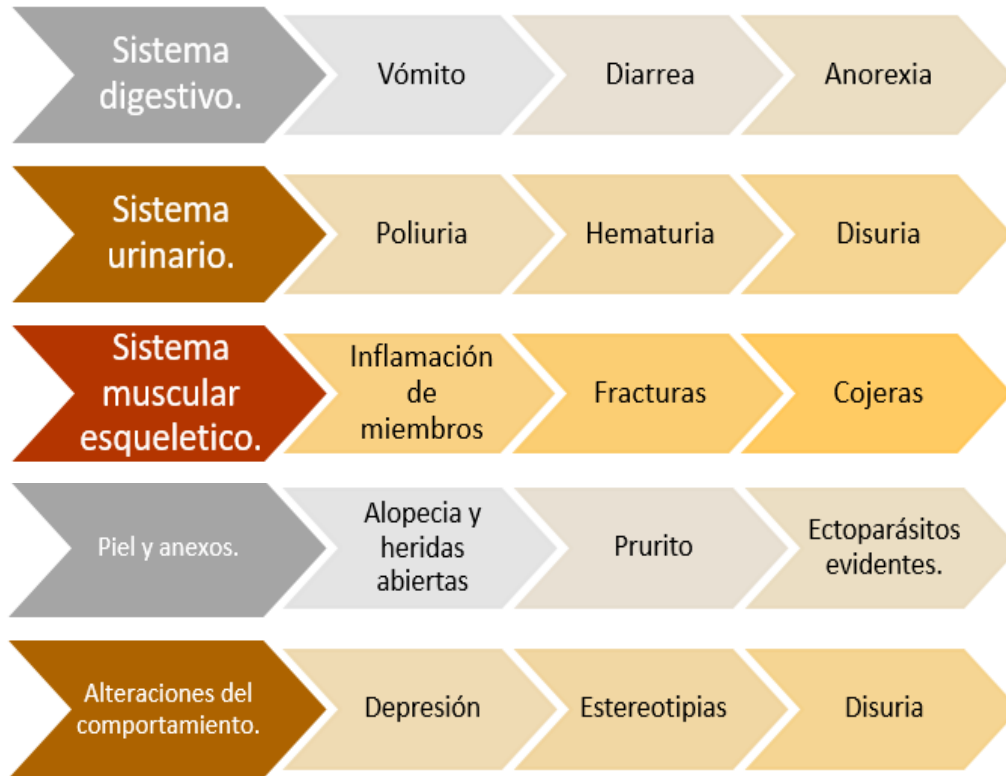 Sistema
digestivo.
Vómito
Diarrea
Anorexia
Sistema
urinario.
Poliuria
Hematuria
Disuria
Sistema
muscular
esqueletico.
Inflamación
de
miembros
Fracturas
Cojeras
Piel y anexos.
Alopecia y
heridas
abiertas
Prurito
Ectoparásitos
evidentes.
Alteraciones del
comportamiento.
Depresión
Estereotipias
Disuria